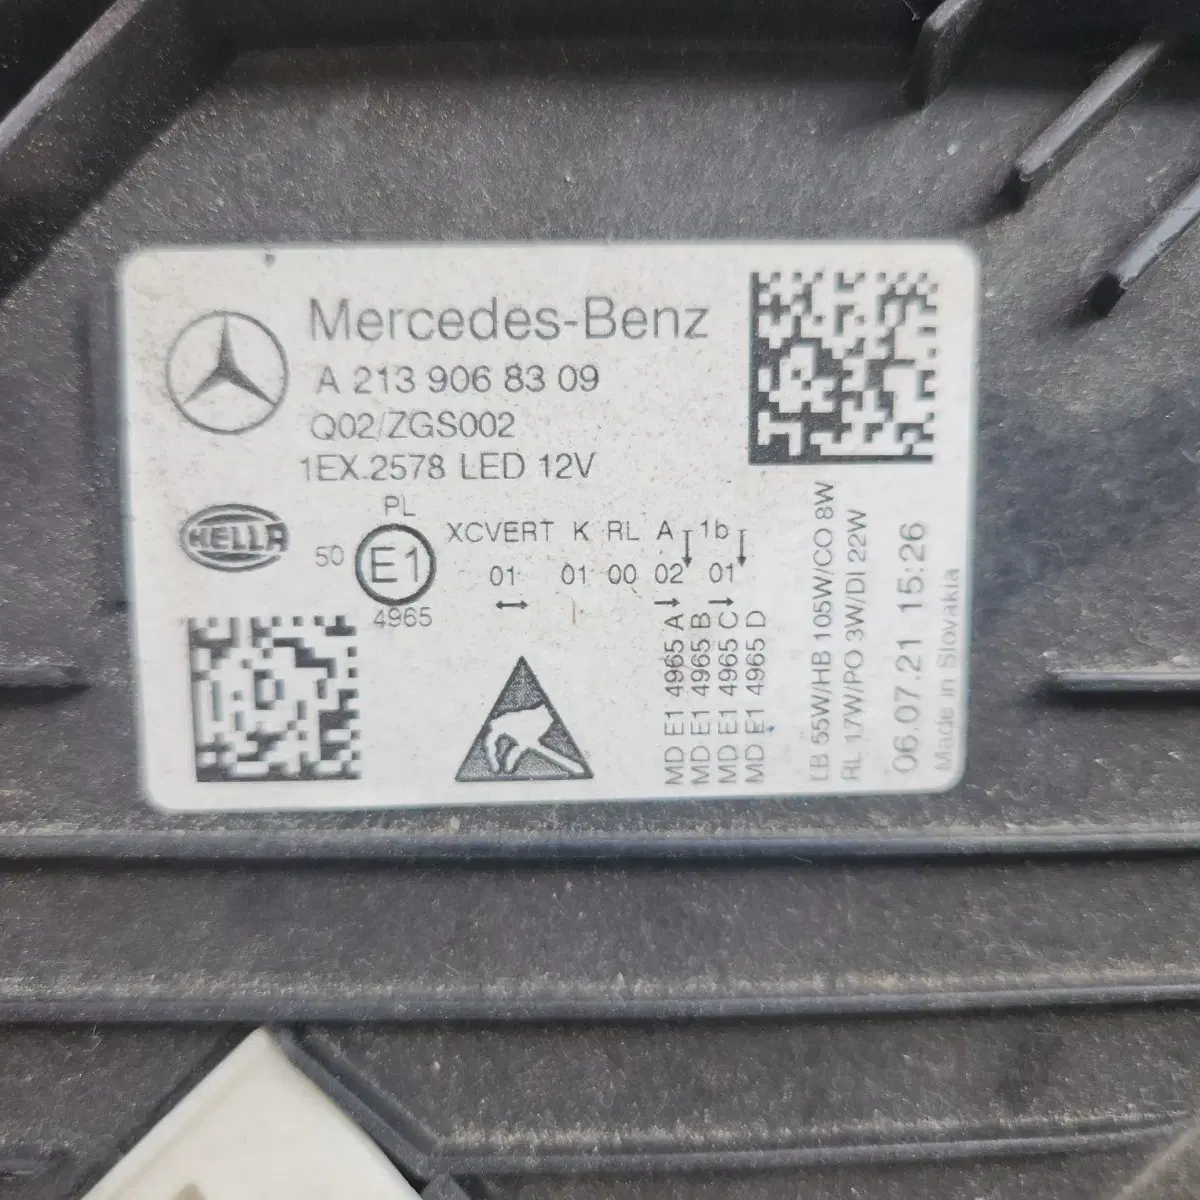 Mercedes-Benz
A 213 906 83 09
Q02/ZGS002
1EX.2578 LED 12V
HELLA
PL
50 E1
4965
XCVERT K RL A 1b
01 01 00 02 01
MD E1 4965 A
MD E1 4965 B
MD E1 4965 C
MD E1 4965 D
LB 55W/HB 105W/CO 8W
RL 17W/PO 3W/DI 22W
06.07.21 15:26
Made in Slovakia